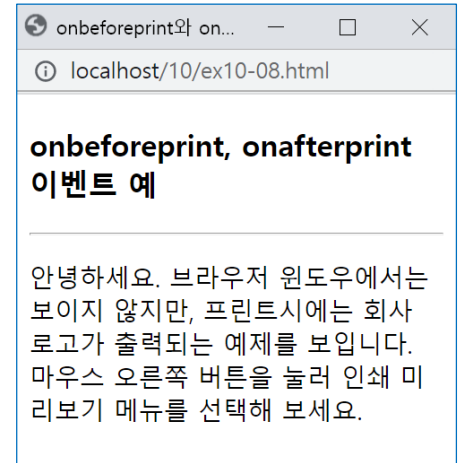 onbeforeprint와 on...
localhost/10/ex10-08.html
onbeforeprint, onafterprint
이벤트 예
안녕하세요. 브라우저 윈도우에서는
보이지 않지만, 프린트시에는 회사
로고가 출력되는 예제를 보입니다.
마우스 오른쪽 버튼을 눌러 인쇄 미
리보기 메뉴를 선택해 보세요.